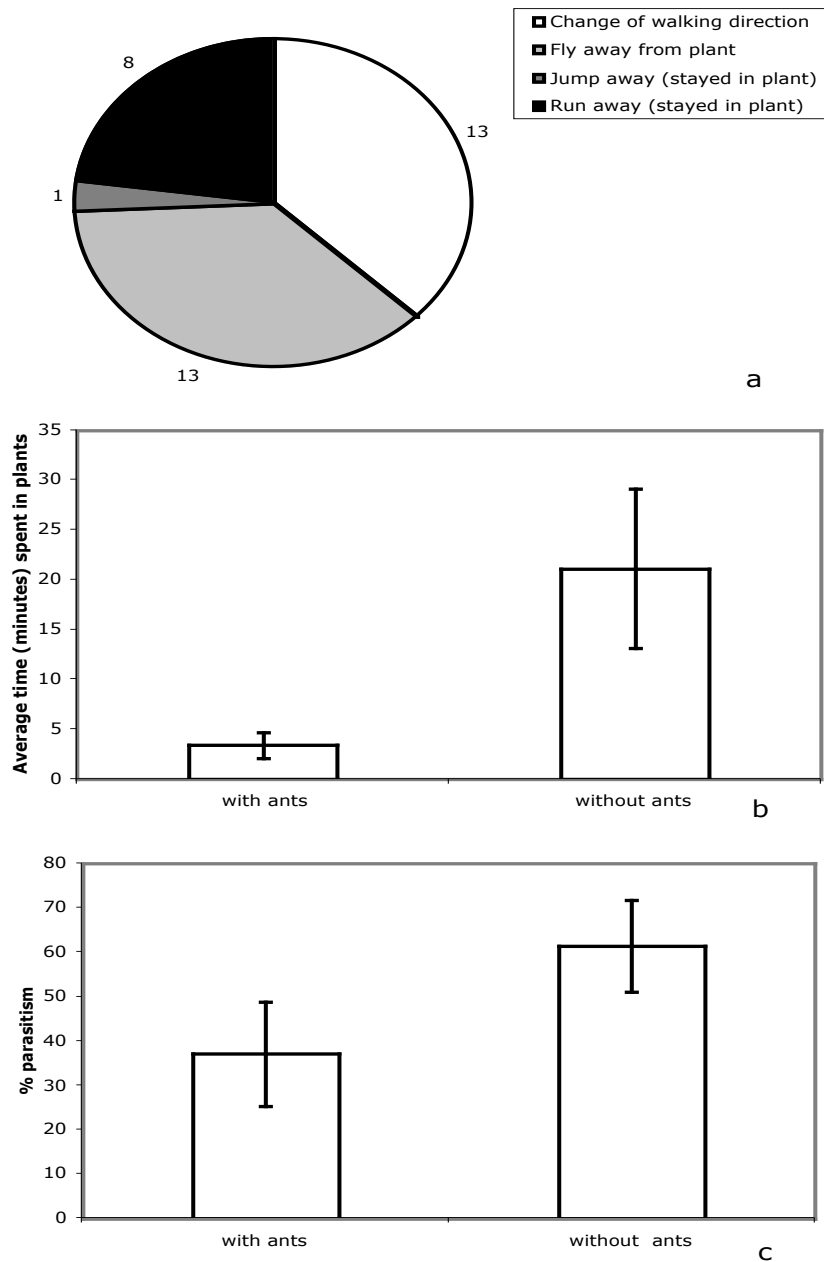 Change of walking direction
Fly away from plant
Jump away (stayed in plant)
Run away (stayed in plant)
8
13
1
13
a
Average time (minutes) spent in plants
35
30
25
20
15
10
5
0
with ants
without ants
b
% parasitism
80
70
60
50
40
30
20
10
0
with ants
without ants
c